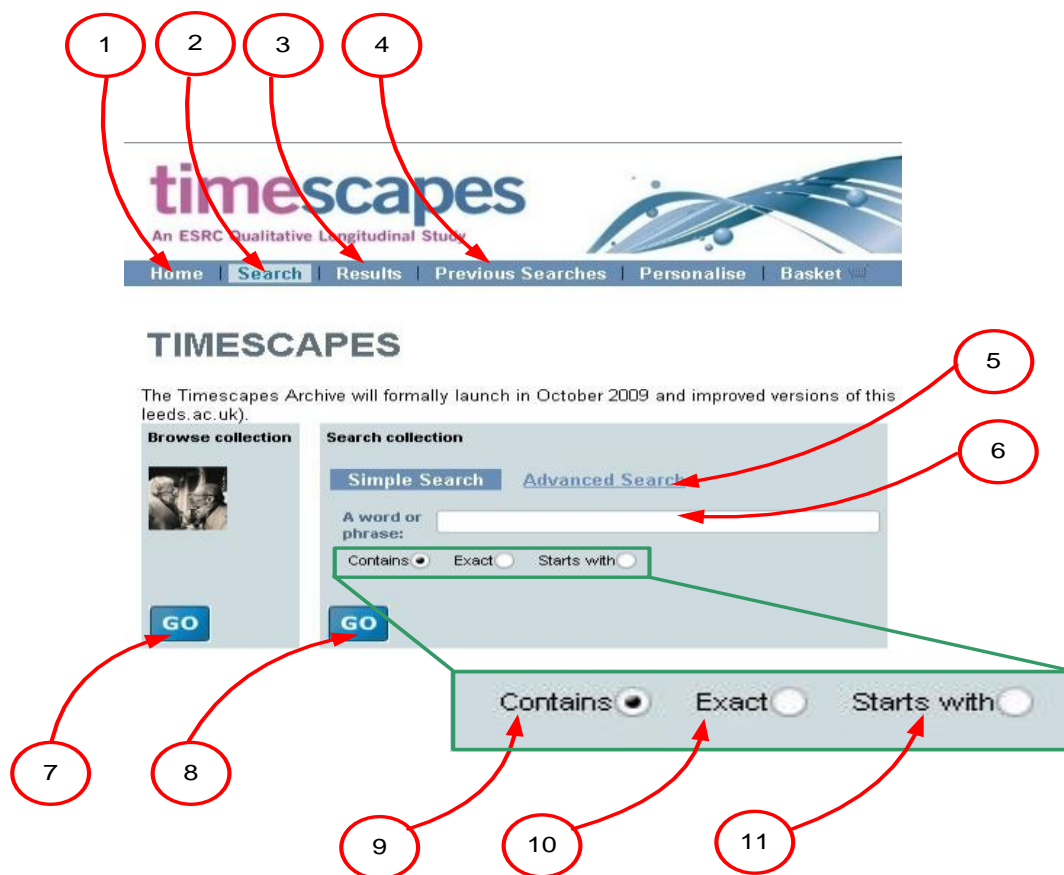 1 2 3 4
timescapes
An ESRC Qualitative Longitudinal Study
Home | Search | Results | Previous Searches | Personalise | Basket
TIMESCAPES
5
The Timescapes Archive will formally launch in October 2009 and improved versions of this
leeds.ac.uk).
Browse collection
Search collection
6
Simple Search Advanced Search
A word or
phrase:
Contains Exact Starts with
GO
GO
Contains Exact Starts with
7 8
9 10 11